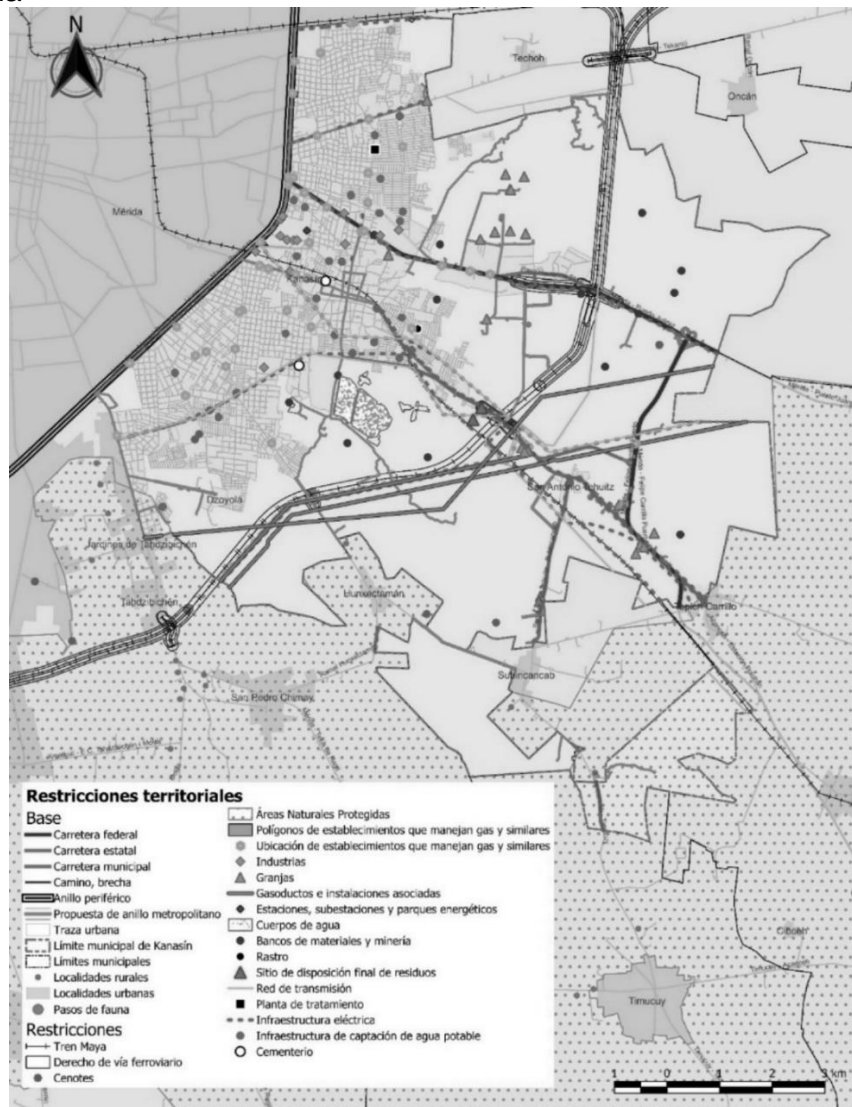 N
Techoh
Tixkokob
Oncán
Mérida
Kanasín
San Antonio Tehuitz
Dzoyolá
Jardines de Tahdzibichén
Tahdzibichén
Hunxectamán
Tepich Carrillo
Subincancab
San Pedro Chimay
Timucuy
Restricciones territoriales
Base
Carretera federal
Carretera estatal
Carretera municipal
Camino, brecha
Anillo periférico
Propuesta de anillo metropolitano
Traza urbana
Límite municipal de Kanasín
Límites municipales
Localidades rurales
Localidades urbanas
Pasos de fauna
Restricciones
Tren Maya
Derecho de vía ferroviario
Cenotes
Áreas Naturales Protegidas
Polígonos de establecimientos que manejan gas y similares
Ubicación de establecimientos que manejan gas y similares
Industrias
Granjas
Gasoductos e instalaciones asociadas
Estaciones, subestaciones y parques energéticos
Cuerpos de agua
Bancos de materiales y minería
Rastro
Sitio de disposición final de residuos
Red de transmisión
Planta de tratamiento
Infraestructura eléctrica
Infraestructura de captación de agua potable
Cementerio
1 0 1 2 3 km